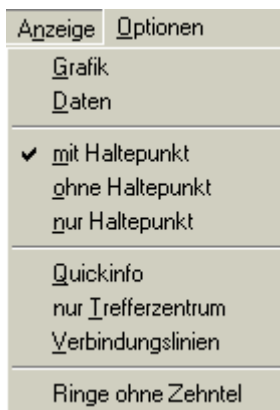 Anzeige Optionen
Grafik
Daten
mit Haltepunkt
ohne Haltepunkt
nur Haltepunkt
Quickinfo
nur Trefferzentrum
Verbindungslinien
Ringe ohne Zehntel